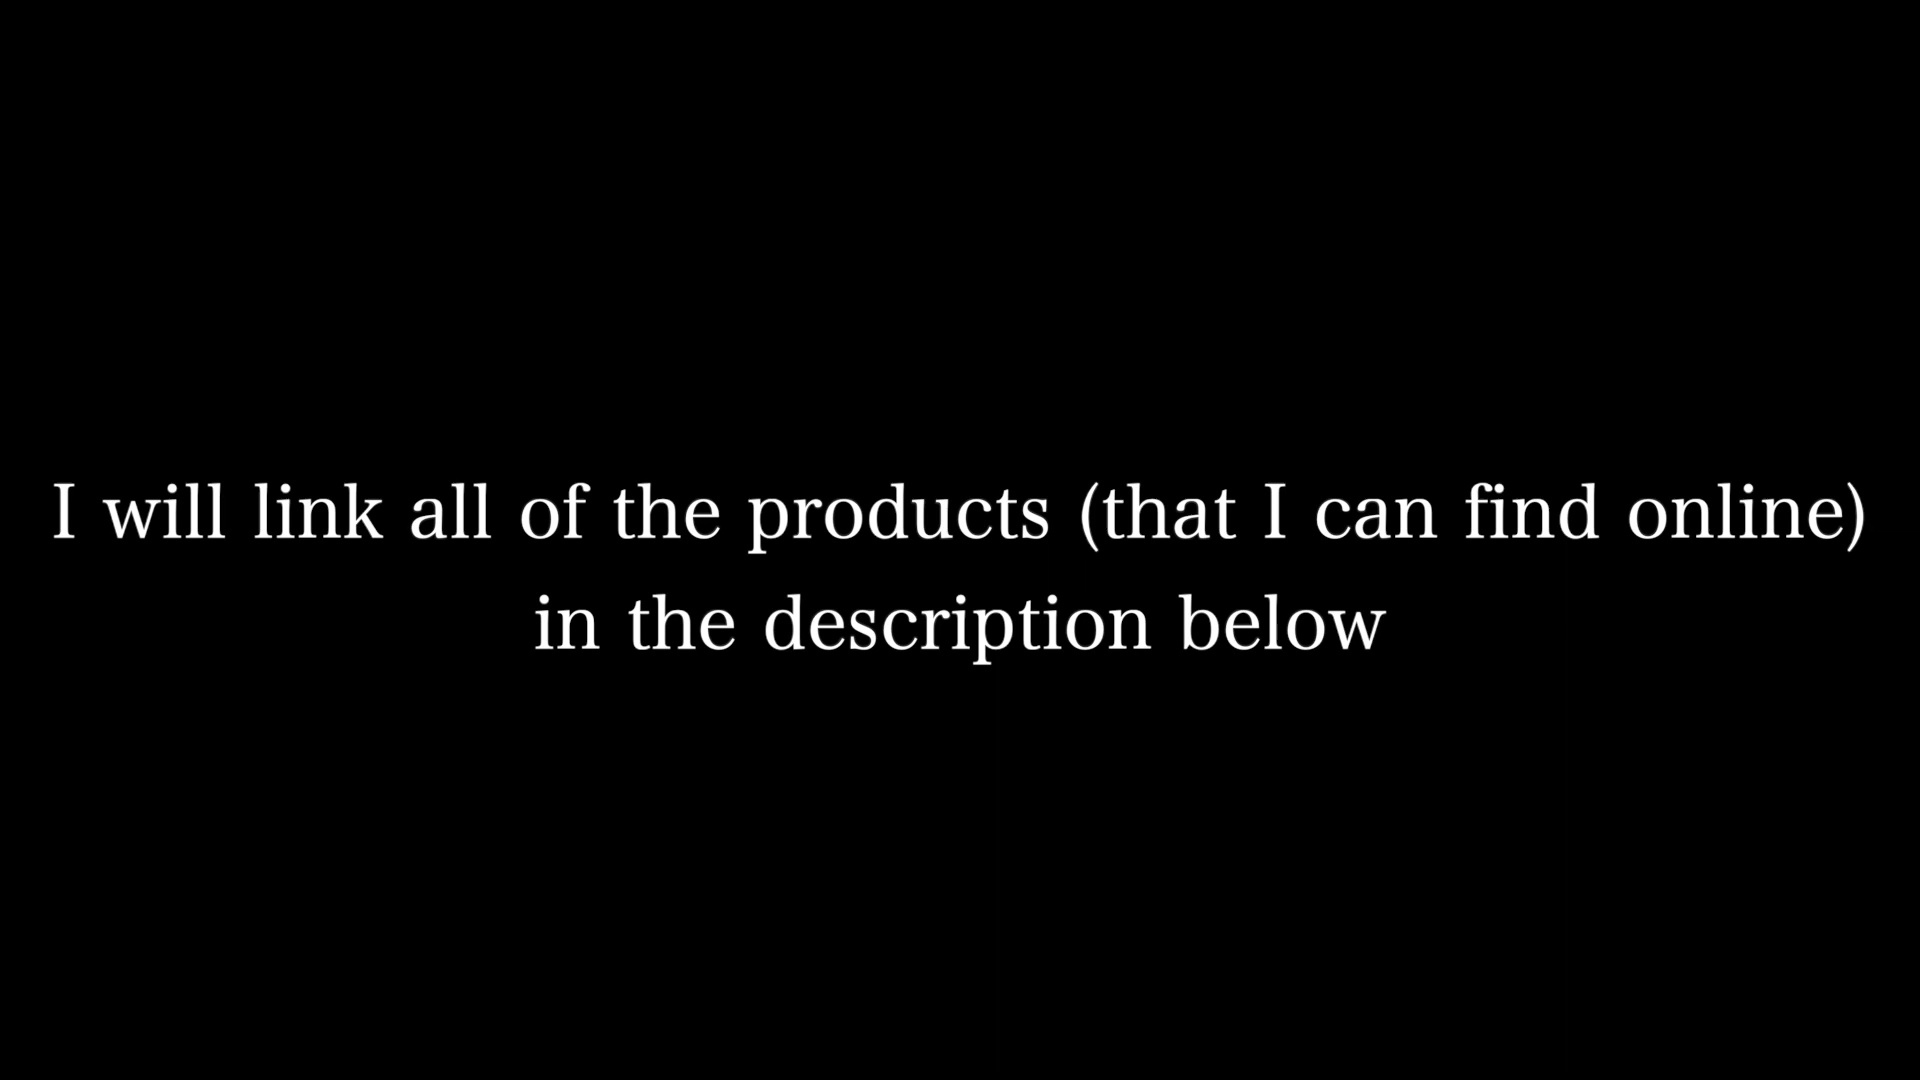 I will link all of the products (that I can find online)
in the description below